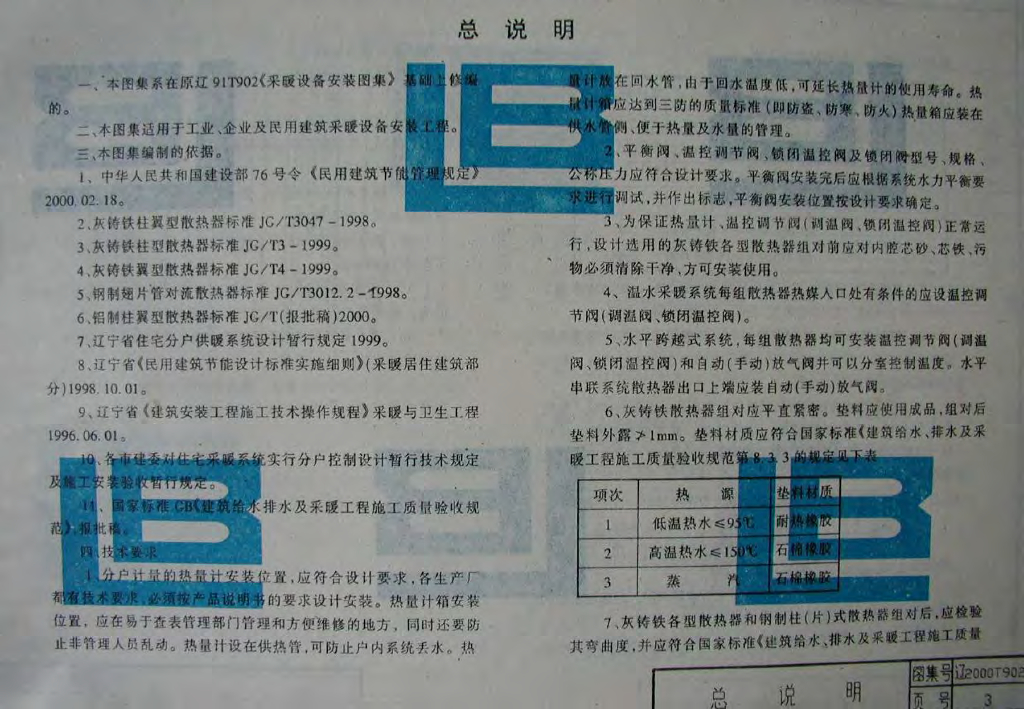 总 说 明
一、本图集系在原辽 91T902《采暖设备安装图集》基础上修编
的。
二、本图集适用于工业、企业及民用建筑采暖设备安装工程。
三、本图集编制的依据。
1、中华人民共和国建设部 76 号令《民用建筑节能管理规定》
2000. 02. 18。
2、灰铸铁柱翼型散热器标准 JG/T3047-1998。
3、灰铸铁柱型散热器标准 JG/T3-1999。
4、灰铸铁翼型散热器标准 JG/T4-1999。
5、钢制翅片管对流散热器标准 JG/T3012. 2-1998。
6、铝制柱翼型散热器标准 JG/T(报批稿)2000。
7、辽宁省住宅分户供暖系统设计暂行规定 1999。
8、辽宁省《民用建筑节能设计标准实施细则》(采暖居住建筑部
分)1998. 10. 01。
9、辽宁省《建筑安装工程施工技术操作规程》采暖与卫生工程
1996. 06. 01。
10、各市建委对住宅采暖系统实行分户控制设计暂行技术规定
及施工安装验收暂行规定。
11、国家标准 GB《建筑给水排水及采暖工程施工质量验收规
范》报批稿。
四、技术要求
1、分户计量的热量计安装位置,应符合设计要求,各生产厂
都有技术要求,必须按产品说明书的要求设计安装。热量计箱安装
位置,应在易于查表管理部门管理和方便维修的地方,同时还要防
止非管理人员乱动。热量计设在供热管,可防止户内系统丢水。热
量计放在回水管,由于回水温度低,可延长热量计的使用寿命。热
量计箱应达到三防的质量标准(即防盗、防寒、防火)热量箱应装在
供水管侧、便于热量及水量的管理。
2、平衡阀、温控调节阀、锁闭温控阀及锁闭阀型号、规格、
公称压力应符合设计要求。平衡阀安装完后应根据系统水力平衡要
求进行调试,并作出标志,平衡阀安装位置按设计要求确定。
3、为保证热量计、温控调节阀(调温阀、锁闭温控阀)正常运
行,设计选用的灰铸铁各型散热器组对前应对内腔芯砂、芯铁、污
物必须清除干净,方可安装使用。
4、温水采暖系统每组散热器热媒入口处有条件的应设温控调
节阀(调温阀、锁闭温控阀)。
5、水平跨越式系统,每组散热器均可安装温控调节阀(调温
阀、锁闭温控阀)和自动(手动)放气阀并可以分室控制温度。水平
串联系统散热器出口上端应装自动(手动)放气阀。
6、灰铸铁散热器组对应平直紧密。垫料应使用成品,组对后
垫料外露≯1mm。垫料材质应符合国家标准《建筑给水、排水及采
暖工程施工质量验收规范第 8. 3. 3 的规定见下表
项次 热 源 垫料材质
1 低温热水≤95℃ 耐热橡胶
2 高温热水≤150℃ 石棉橡胶
3 蒸 汽 石棉橡胶
7、灰铸铁各型散热器和钢制柱(片)式散热器组对后,应检验
其弯曲度,并应符合国家标准《建筑给水、排水及采暖工程施工质量
总 说 明 图集号 辽2000T902
页 号 3